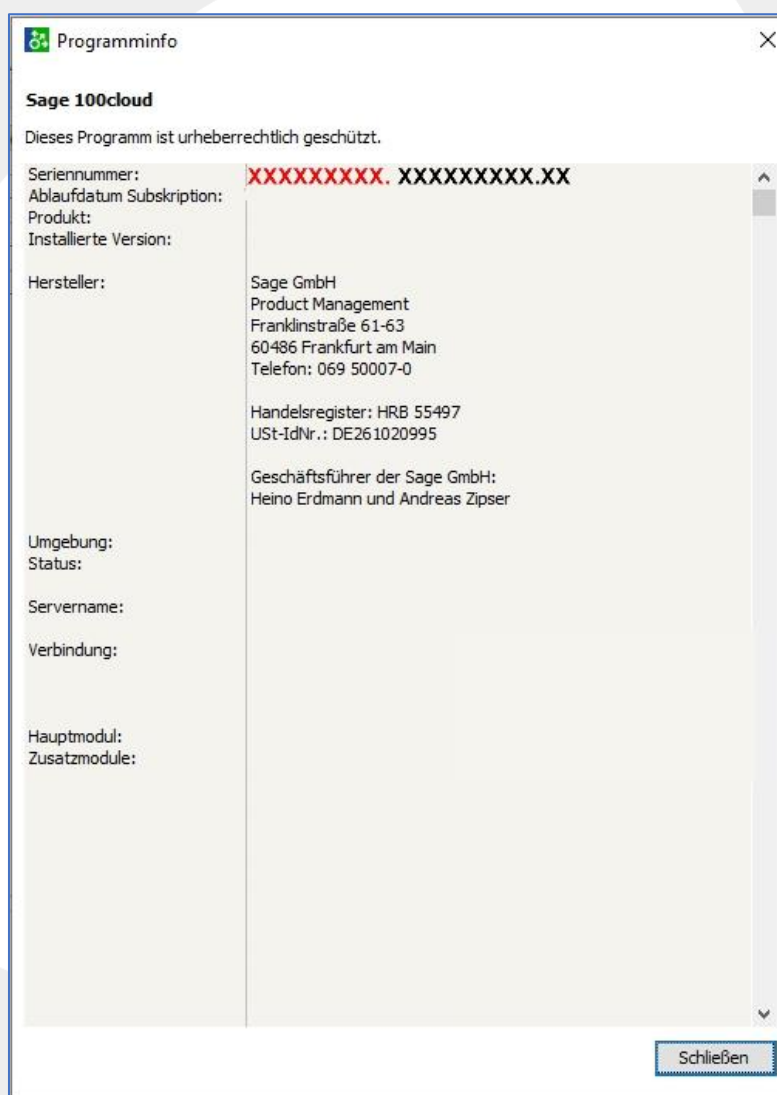 Programminfo
Sage 100cloud
Dieses Programm ist urheberrechtlich geschützt.
Seriennummer: XXXXXXXXX. XXXXXXXXX.XX
Ablaufdatum Subskription:
Produkt:
Installierte Version:
Hersteller: Sage GmbH
Product Management
Franklinstraße 61-63
60486 Frankfurt am Main
Telefon: 069 50007-0
Handelsregister: HRB 55497
USt-IdNr.: DE261020995
Geschäftsführer der Sage GmbH:
Heino Erdmann und Andreas Zipser
Umgebung:
Status:
Servername:
Verbindung:
Hauptmodul:
Zusatzmodule:
Schließen